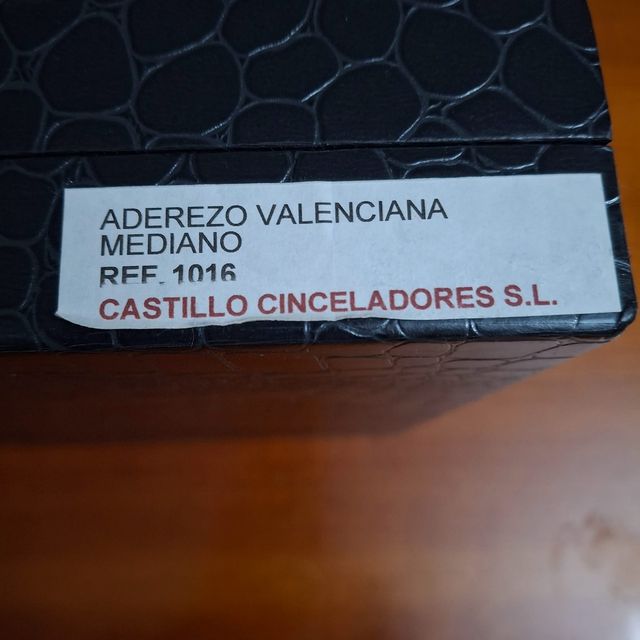 ADEREZO VALENCIANA
MEDIANO
REF. 1016
CASTILLO CINCELADORES S.L.